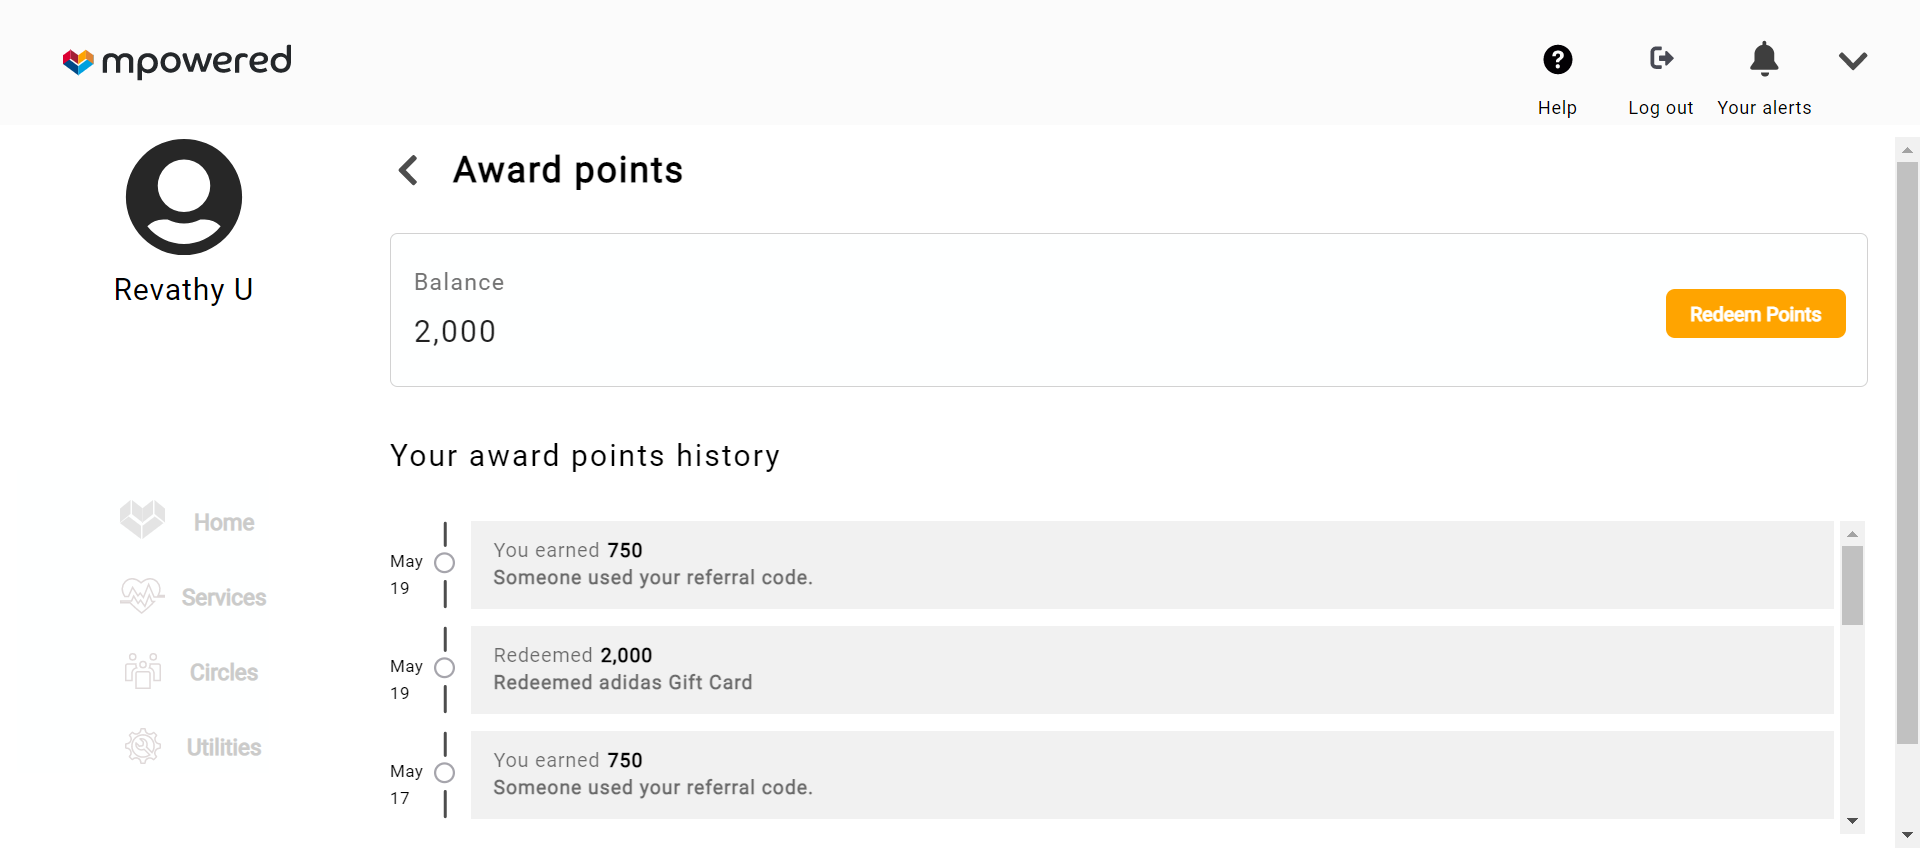 mpowered
Help
Log out
Your alerts
Revathy U
Award points
Balance
2,000
Redeem Points
Your award points history
Home
Services
Circles
Utilities
May
19
You earned 750
Someone used your referral code.
May
19
Redeemed 2,000
Redeemed adidas Gift Card
May
17
You earned 750
Someone used your referral code.